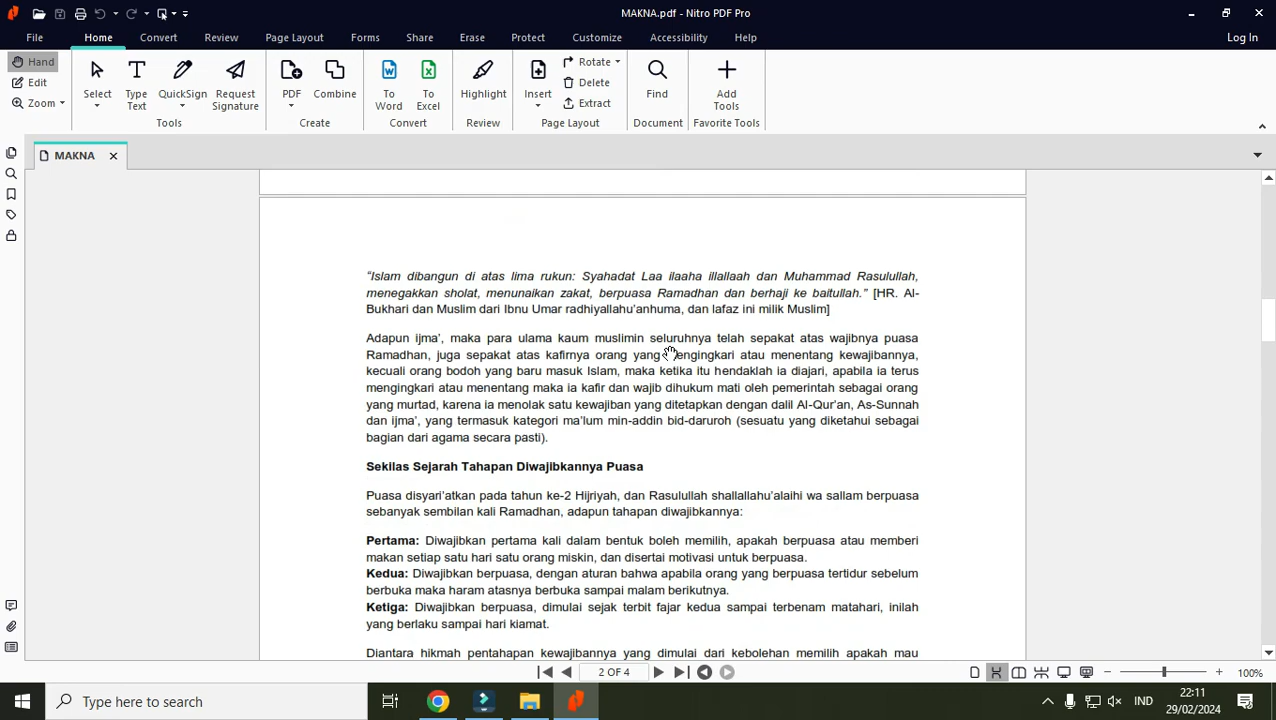 MAKNA.pdf - Nitro PDF Pro
File Home Convert Review Page Layout Forms Share Erase Protect Customize Accessibility Help Log In
Hand
Edit
Zoom
Select
Type Text
QuickSign
Request Signature
Tools
PDF
Combine
Create
To Word
To Excel
Convert
Highlight
Review
Insert
Rotate
Delete
Extract
Page Layout
Find
Document
Add Tools
Favorite Tools
MAKNA
“Islam dibangun di atas lima rukun: Syahadat Laa ilaaha illallaah dan Muhammad Rasulullah,
menegakkan sholat, menunaikan zakat, berpuasa Ramadhan dan berhaji ke baitullah.” [HR. Al-
Bukhari dan Muslim dari Ibnu Umar radhiyallahu’anhuma, dan lafaz ini milik Muslim]
Adapun ijma’, maka para ulama kaum muslimin seluruhnya telah sepakat atas wajibnya puasa
Ramadhan, juga sepakat atas kafirnya orang yang mengingkari atau menentang kewajibannya,
kecuali orang bodoh yang baru masuk Islam, maka ketika itu hendaklah ia diajari, apabila ia terus
mengingkari atau menentang maka ia kafir dan wajib dihukum mati oleh pemerintah sebagai orang
yang murtad, karena ia menolak satu kewajiban yang ditetapkan dengan dalil Al-Qur’an, As-Sunnah
dan ijma’, yang termasuk kategori ma’lum min-addin bid-daruroh (sesuatu yang diketahui sebagai
bagian dari agama secara pasti).
Sekilas Sejarah Tahapan Diwajibkannya Puasa
Puasa disyari’atkan pada tahun ke-2 Hijriyah, dan Rasulullah shallallahu’alaihi wa sallam berpuasa
sebanyak sembilan kali Ramadhan, adapun tahapan diwajibkannya:
Pertama: Diwajibkan pertama kali dalam bentuk boleh memilih, apakah berpuasa atau memberi
makan setiap satu hari satu orang miskin, dan disertai motivasi untuk berpuasa.
Kedua: Diwajibkan berpuasa, dengan aturan bahwa apabila orang yang berpuasa tertidur sebelum
berbuka maka haram atasnya berbuka sampai malam berikutnya.
Ketiga: Diwajibkan berpuasa, dimulai sejak terbit fajar kedua sampai terbenam matahari, inilah
yang berlaku sampai hari kiamat.
Diantara hikmah pentahapan kewajibannya yang dimulai dari kebolehan memilih apakah mau
2 OF 4
100%
Type here to search
IND
22:11
29/02/2024